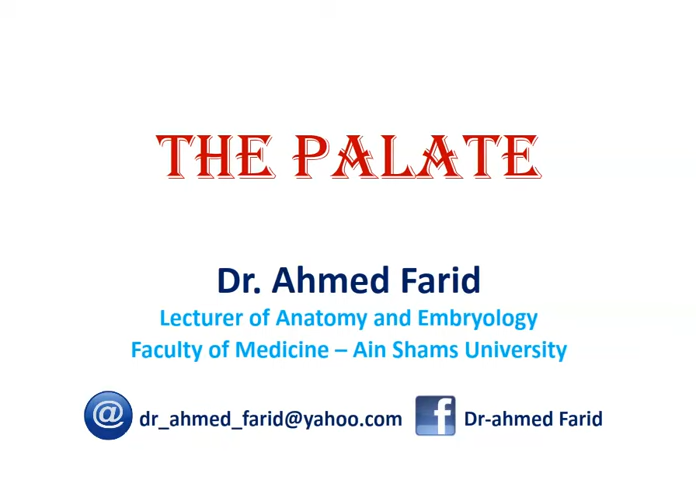 THE PALATE
Dr. Ahmed Farid
Lecturer of Anatomy and Embryology
Faculty of Medicine – Ain Shams University
@ dr_ahmed_farid@yahoo.com f Dr-ahmed Farid